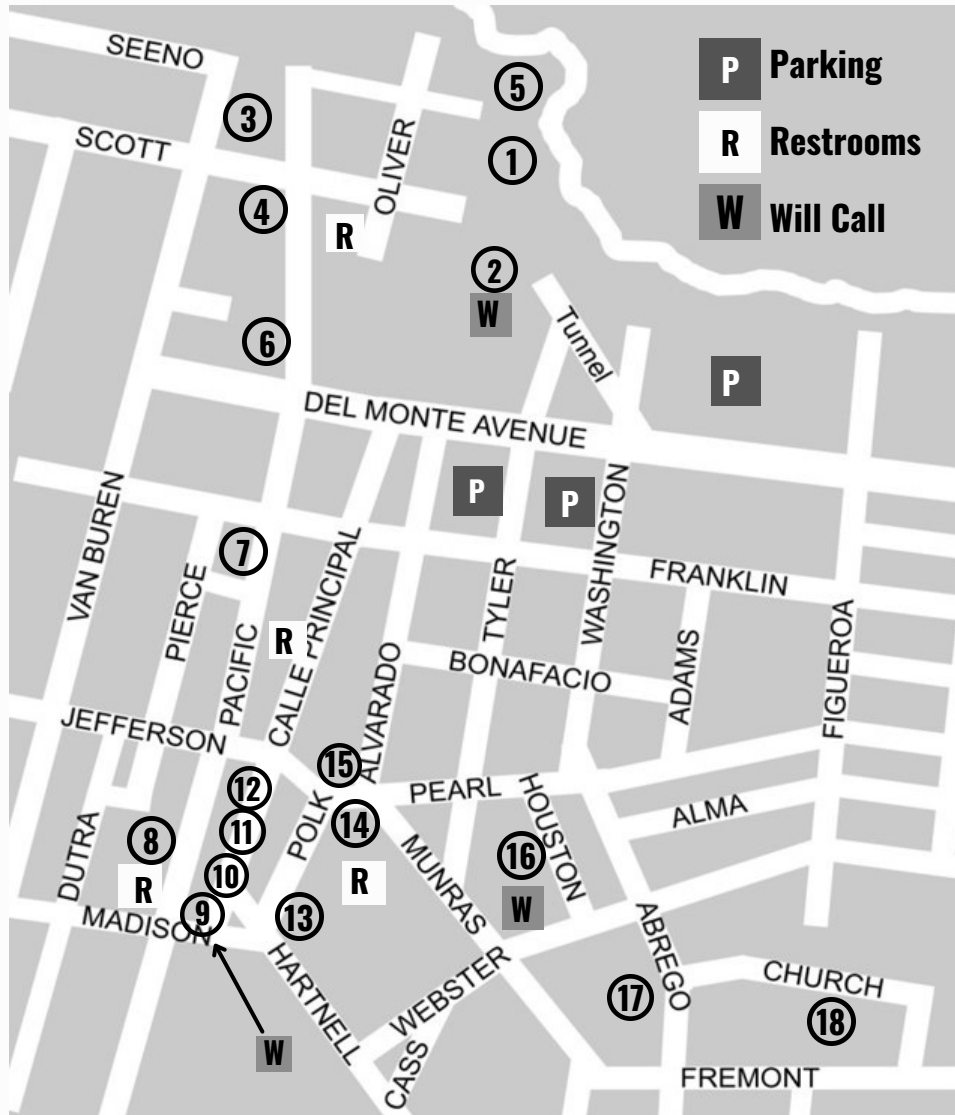 SEENO
P Parking
5
3
SCOTT
OLIVER
R Restrooms
1
4
W Will Call
R
2
W
Tunnel
6
P
DEL MONTE AVENUE
P
P
VAN BUREN
WASHINGTON
7
CALLE PRINCIPAL
PIERCE
TYLER
FRANKLIN
R
PACIFIC
ALVARADO
BONAFACIO
ADAMS
FIGUEROA
JEFFERSON
15
12
PEARL
HOUSTON
POLK
14
ALMA
8
11
DUTRA
MUNRAS
16
10
R
R
W
9
13
MADISON
ABREGO
HARTNELL
WEBSTER
CHURCH
17
18
W
CASS
FREMONT